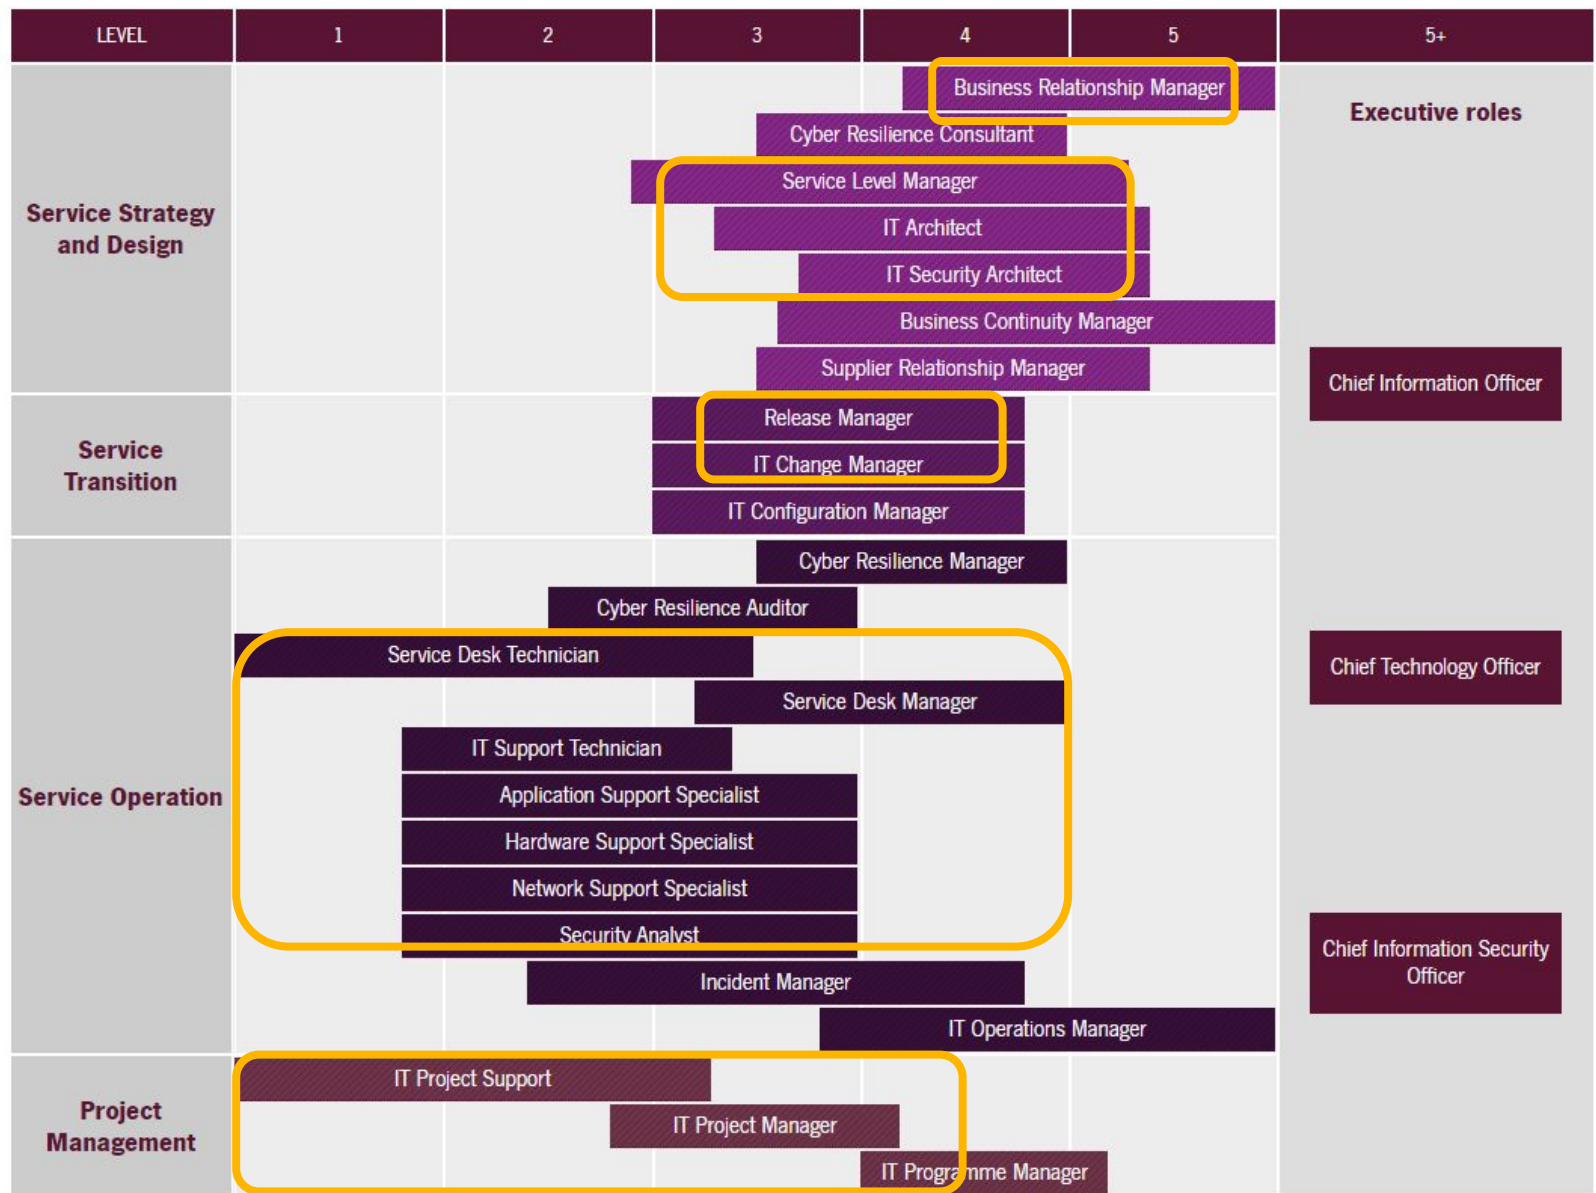 LEVEL 1 2 3 4 5 5+
Service Strategy
and Design
Business Relationship Manager
Cyber Resilience Consultant
Service Level Manager
IT Architect
IT Security Architect
Business Continuity Manager
Supplier Relationship Manager
Service
Transition
Release Manager
IT Change Manager
IT Configuration Manager
Service Operation
Cyber Resilience Manager
Cyber Resilience Auditor
Service Desk Technician
Service Desk Manager
IT Support Technician
Application Support Specialist
Hardware Support Specialist
Network Support Specialist
Security Analyst
Incident Manager
IT Operations Manager
Project
Management
IT Project Support
IT Project Manager
IT Programme Manager
Executive roles
Chief Information Officer
Chief Technology Officer
Chief Information Security
Officer